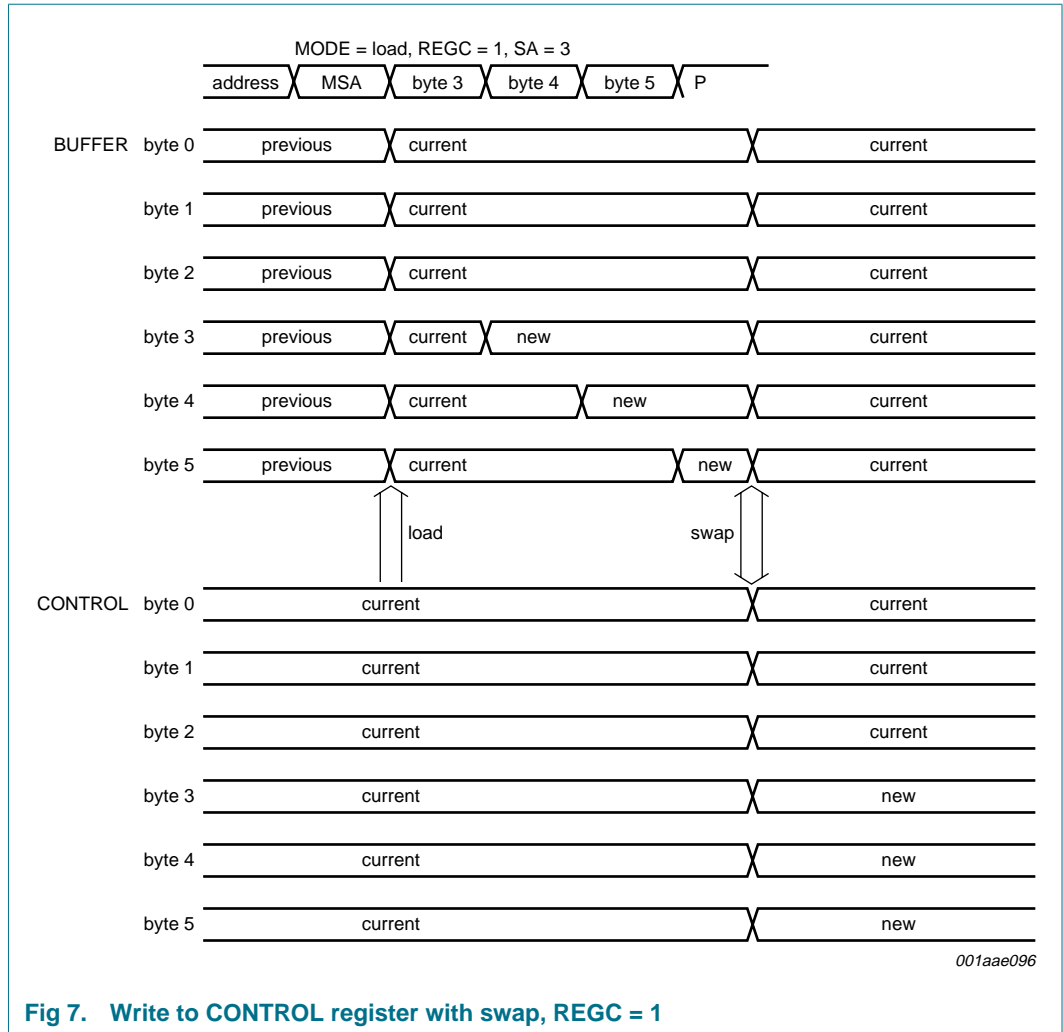 MODE = load, REGC = 1, SA = 3
address MSA byte 3 byte 4 byte 5 P
BUFFER byte 0 previous current current
byte 1 previous current current
byte 2 previous current current
byte 3 previous current new current
byte 4 previous current new current
byte 5 previous current new current
load swap
CONTROL byte 0 current current
byte 1 current current
byte 2 current current
byte 3 current new
byte 4 current new
byte 5 current new
001aae096
Fig 7. Write to CONTROL register with swap, REGC = 1